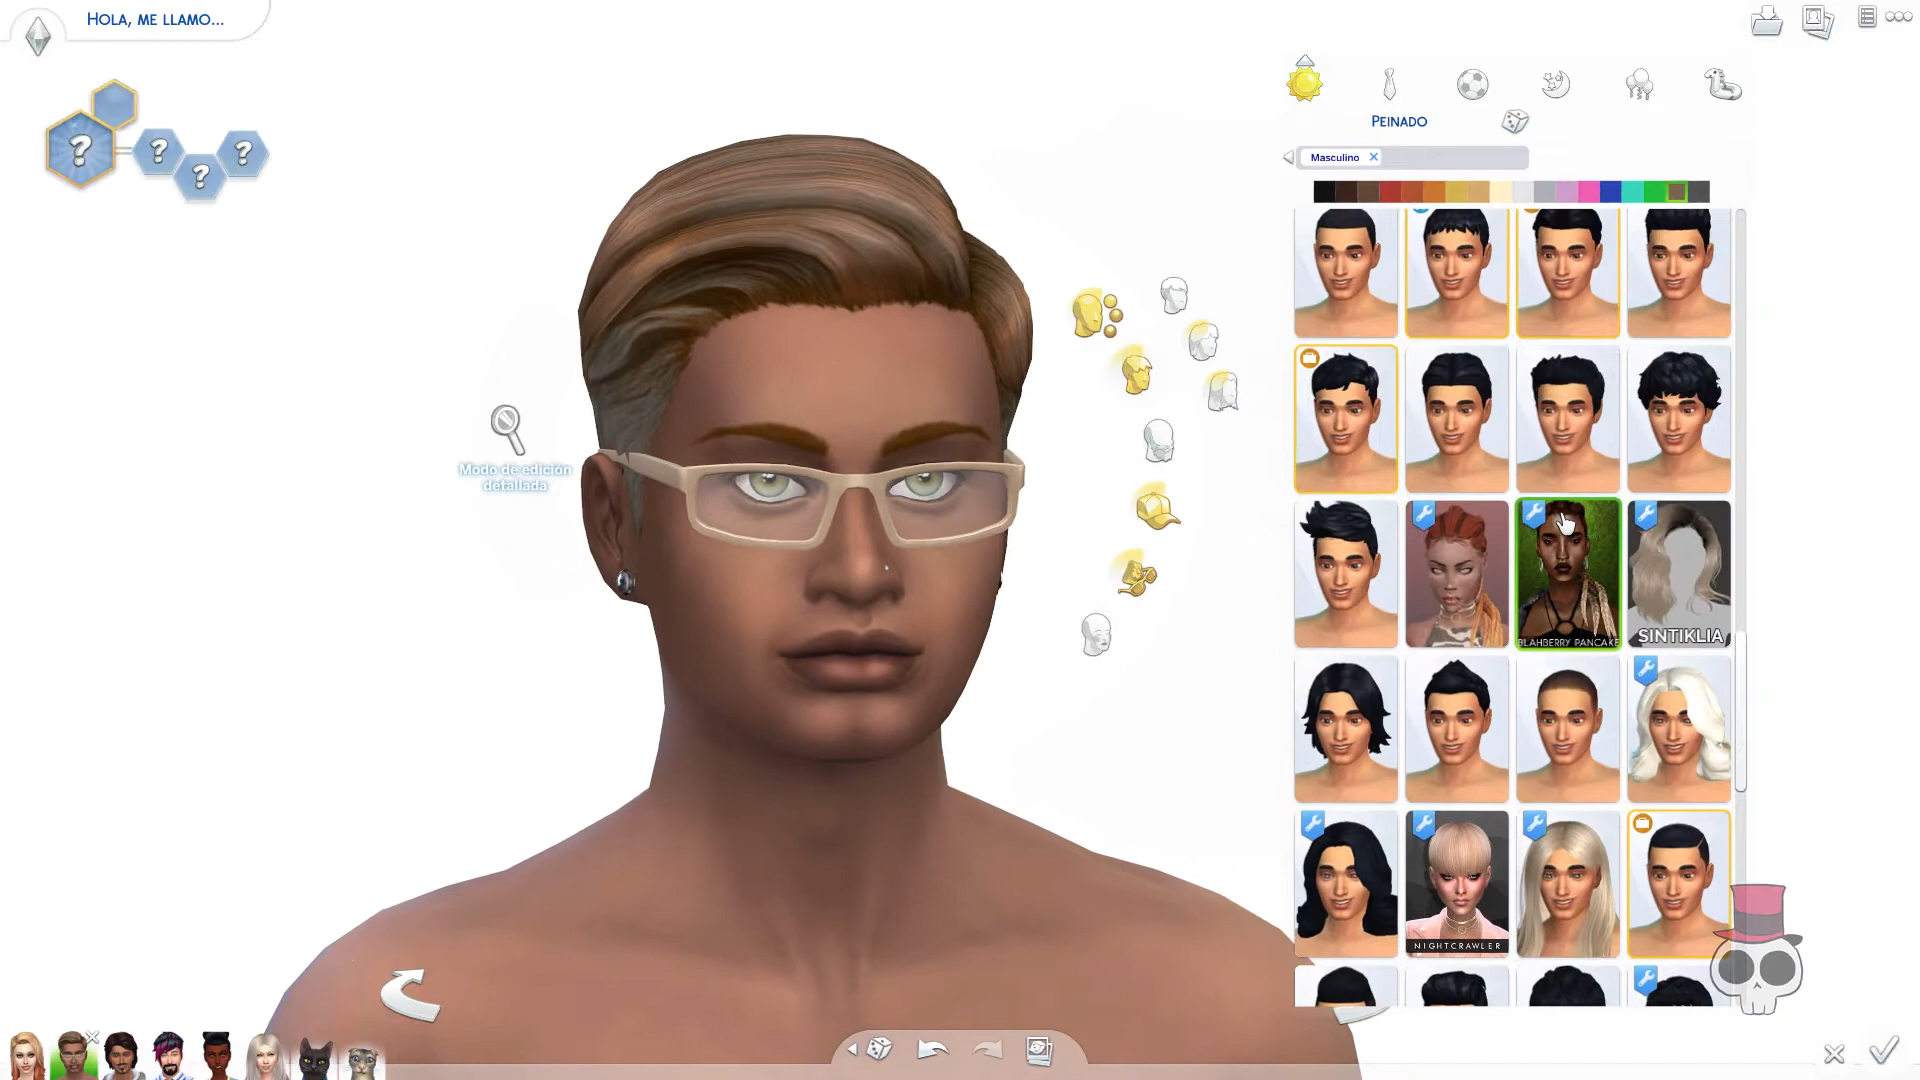 HOLA, ME LLAMO...
PEINADO
Masculino
Modo de edición
detallada
BLAHBERRY PANCAKE
SINTIKLIA
NIGHTCRAWLER